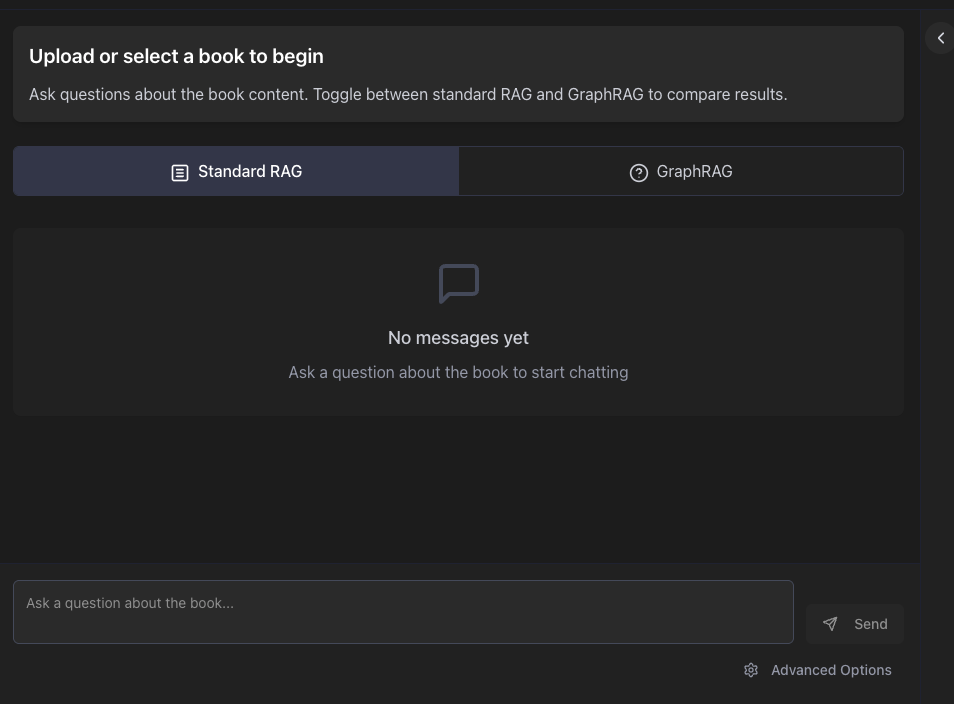 Upload or select a book to begin
Ask questions about the book content. Toggle between standard RAG and GraphRAG to compare results.
Standard RAG
GraphRAG
No messages yet
Ask a question about the book to start chatting
Ask a question about the book...
Send
Advanced Options